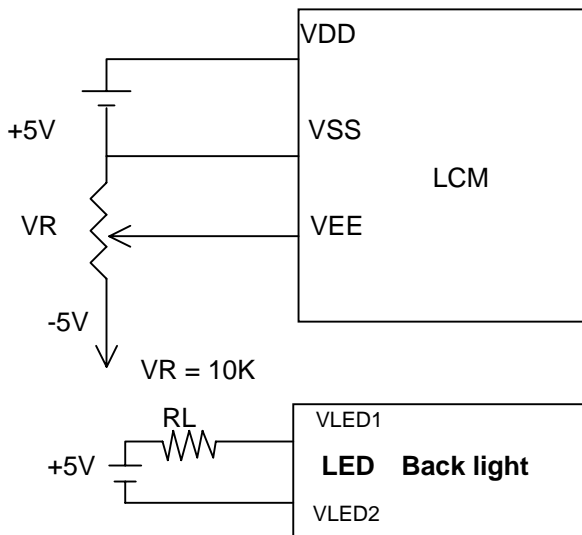 VDD
+5V
VSS
LCM
VR
VEE
-5V
VR = 10K
RL
VLED1
+5V
LED Back light
VLED2